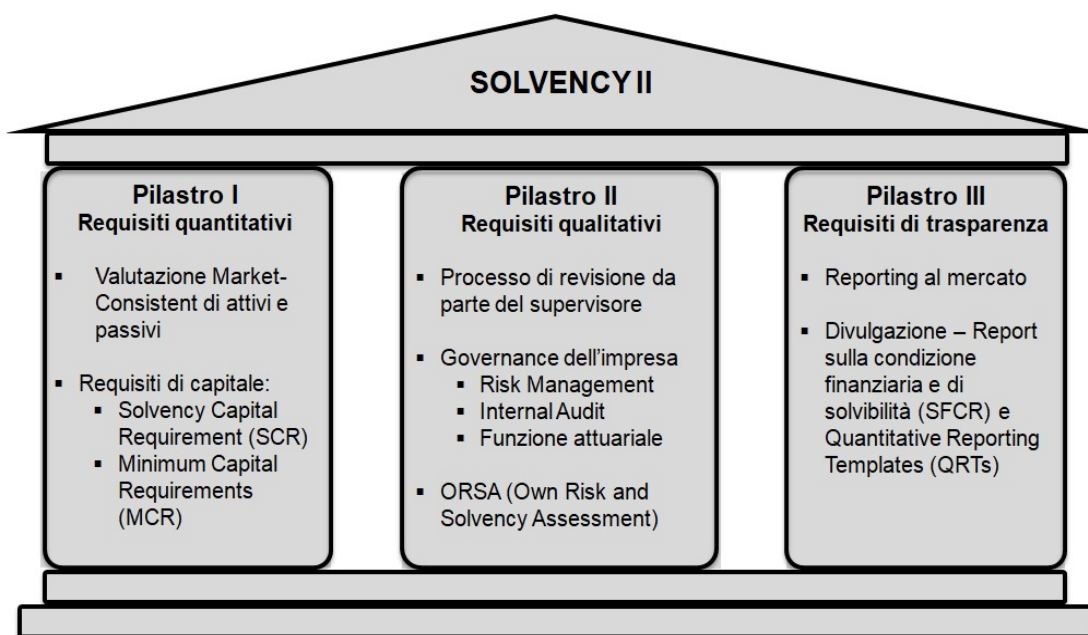 SOLVENCY II
Pilastro I
Requisiti quantitativi
▪ Valutazione Market-
Consistent di attivi e
passivi
▪ Requisiti di capitale:
▪ Solvency Capital
Requirement (SCR)
▪ Minimum Capital
Requirements
(MCR)
Pilastro II
Requisiti qualitativi
▪ Processo di revisione da
parte del supervisore
▪ Governance dell'impresa
▪ Risk Management
▪ Internal Audit
▪ Funzione attuariale
▪ ORSA (Own Risk and
Solvency Assessment)
Pilastro III
Requisiti di trasparenza
▪ Reporting al mercato
▪ Divulgazione – Report
sulla condizione
finanziaria e di
solvibilità (SFCR) e
Quantitative Reporting
Templates (QRTs)